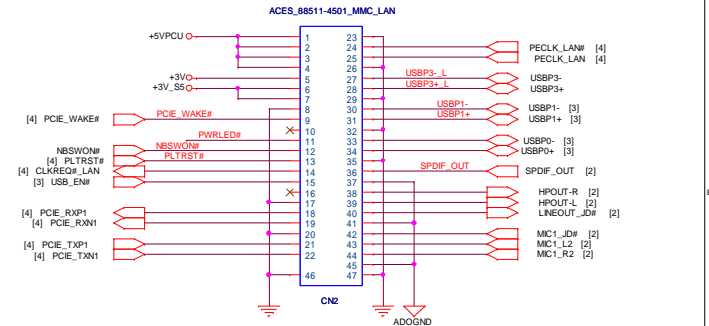 ACES_88511-4501_MMC_LAN
+5VPCU 1 23
2 24 PECLK_LAN# [4]
3 25 PECLK_LAN [4]
4 26
+3V 5 27 USBP3-_L USBP3-
+3V_S5 6 28 USBP3+_L USBP3+
7 29
8 30 USBP1- USBP1- [3]
[4] PCIE_WAKE# PCIE_WAKE# 9 31 USBP1+ USBP1+ [3]
10 32
PWRLED# 11 33 USBP0- [3]
NBSWON# NBSWON# 12 34 USBP0+ [3]
[4] PLTRST# PLTRST# 13 35
[4] CLKREQ#_LAN 14 36 SPDIF_OUT SPDIF_OUT [2]
[3] USB_EN# 15 37
16 38 HPOUT-R [2]
17 39 HPOUT-L [2]
[4] PCIE_RXP1 18 40 LINEOUT_JD# [2]
[4] PCIE_RXN1 19 41
20 42 MIC1_JD# [2]
[4] PCIE_TXP1 21 43 MIC1_L2 [2]
[4] PCIE_TXN1 22 44 MIC1_R2 [2]
45
46 47
CN2
ADOGND